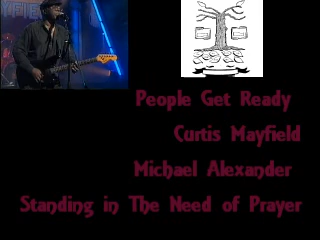 People Get Ready
Curtis Mayfield
Michael Alexander
Standing in The Need of Prayer